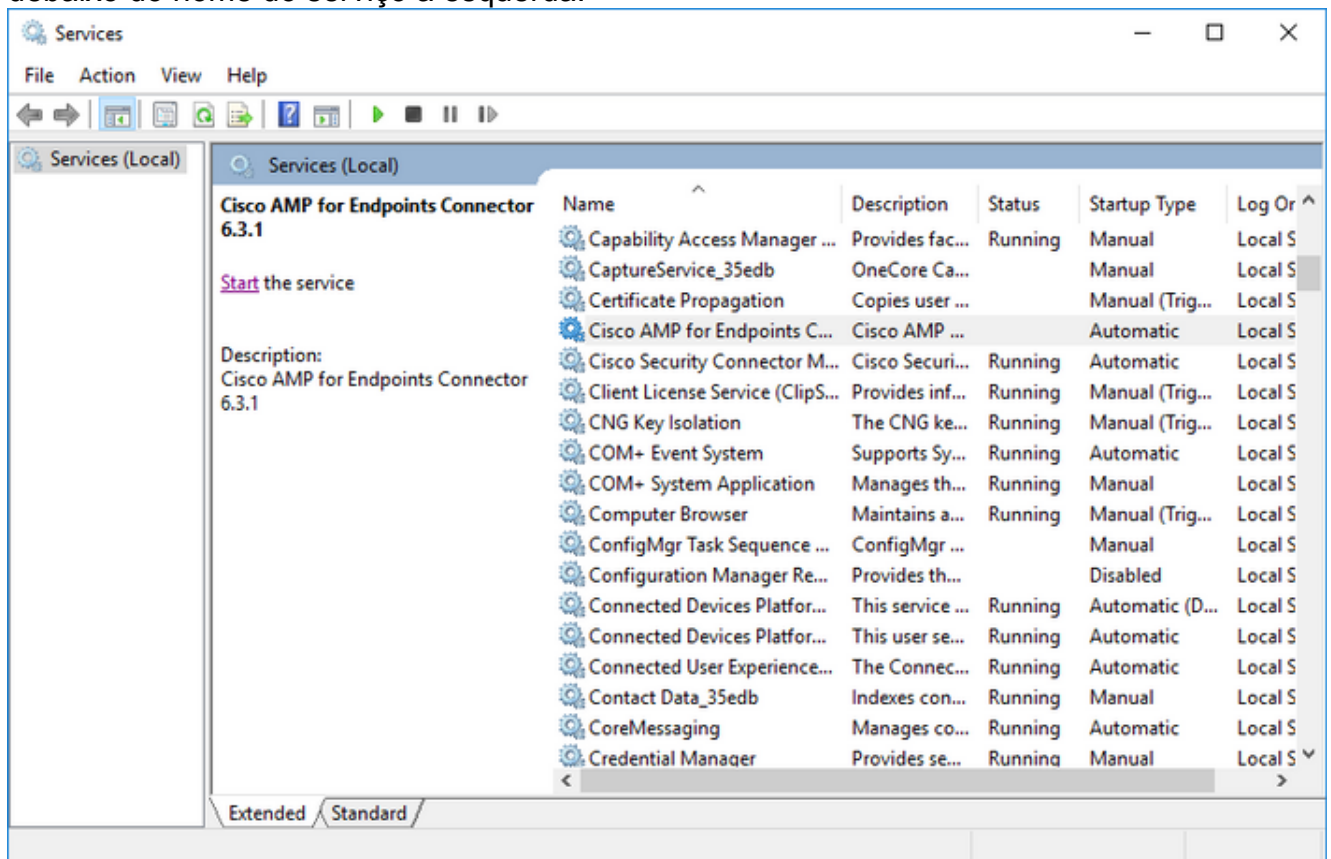 debaixo do nome do serviço à esquerda.
Services
File Action View Help
Services (Local)
Services (Local)
Cisco AMP for Endpoints Connector
6.3.1
Start the service
Description:
Cisco AMP for Endpoints Connector
6.3.1
Name Description Status Startup Type Log Or
Capability Access Manager ... Provides fac... Running Manual Local S
CaptureService_35edb OneCore Ca... Manual Local S
Certificate Propagation Copies user ... Manual (Trig... Local S
Cisco AMP for Endpoints C... Cisco AMP ... Automatic Local S
Cisco Security Connector M... Cisco Securi... Running Automatic Local S
Client License Service (ClipS... Provides inf... Running Manual (Trig... Local S
CNG Key Isolation The CNG ke... Running Manual (Trig... Local S
COM+ Event System Supports Sy... Running Automatic Local S
COM+ System Application Manages th... Running Manual Local S
Computer Browser Maintains a... Running Manual (Trig... Local S
ConfigMgr Task Sequence ... ConfigMgr ... Manual Local S
Configuration Manager Re... Provides th... Disabled Local S
Connected Devices Platfor... This service ... Running Automatic (D... Local S
Connected Devices Platfor... This user se... Running Automatic Local S
Connected User Experience... The Connec... Running Automatic Local S
Contact Data_35edb Indexes con... Running Manual Local S
CoreMessaging Manages co... Running Automatic Local S
Credential Manager Provides se... Running Manual Local S
Extended Standard